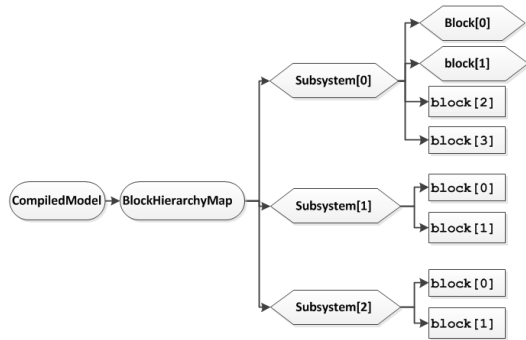 Block[0]
block[1]
Subsystem[0]
block[2]
block[3]
CompiledModel
BlockHierarchyMap
Subsystem[1]
block[0]
block[1]
Subsystem[2]
block[0]
block[1]